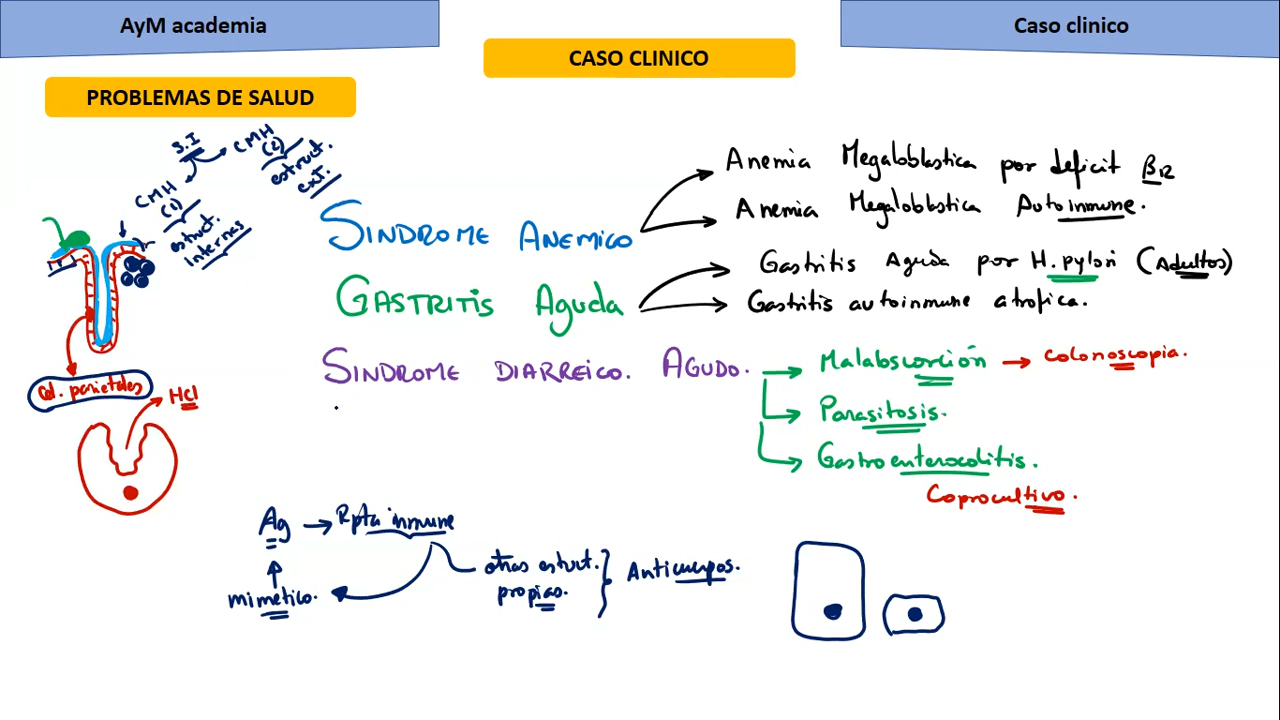 AyM academia
Caso clinico
CASO CLINICO
PROBLEMAS DE SALUD
S.I
CMH
(2)
estruct.
ext.
CMH
(1)
estruct.
Internas
SINDROME ANEMICO
Anemia Megaloblastica por deficit B12
Anemia Megaloblastica Autoinmune.
GASTRITIS Aguda
Gastritis Aguda por H. pylori (Adultos)
Gastritis autoinmune atrofica.
SINDROME DIARREICO. AGUDO.
Malabsorción → Colonoscopia.
Parasitosis.
Gastroenterocolitis.
Coprocultivo.
Cel. parietales
HCl
Ag → Rpta inmune
mimetico.
otras estruct.
propias.
Anticuerpos.